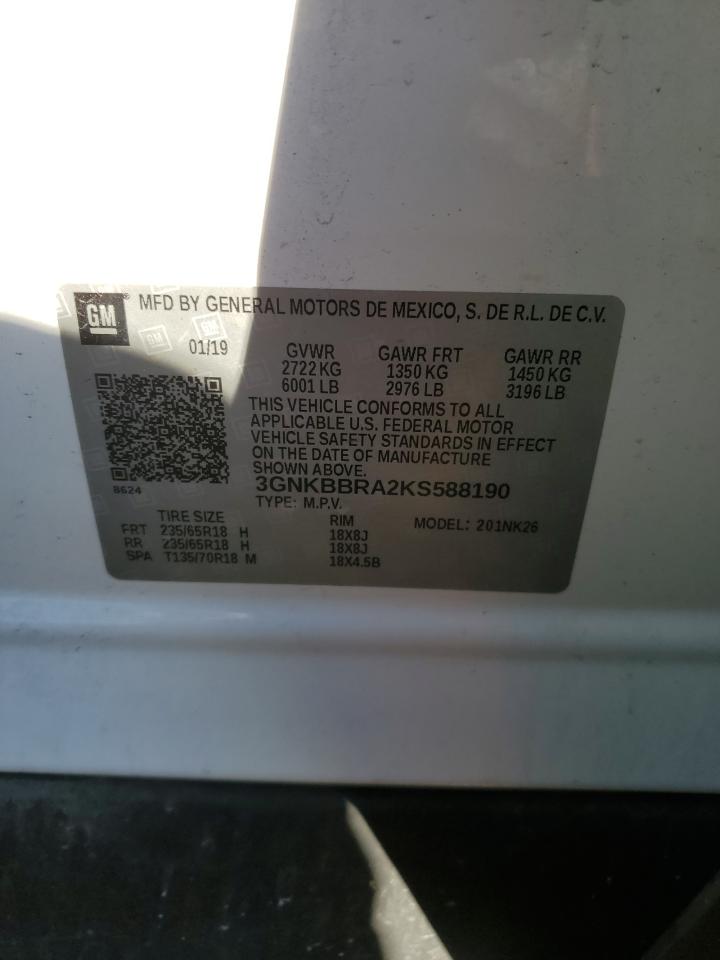 GM MFD BY GENERAL MOTORS DE MEXICO, S. DE R.L. DE C.V.
01/19 GVWR GAWR FRT GAWR RR
2722 KG 1350 KG 1450 KG
6001 LB 2976 LB 3196 LB
THIS VEHICLE CONFORMS TO ALL
APPLICABLE U.S. FEDERAL MOTOR
VEHICLE SAFETY STANDARDS IN EFFECT
ON THE DATE OF MANUFACTURE
SHOWN ABOVE.
8624 3GNKBBRA2KS588190
TYPE: M.P.V.
TIRE SIZE RIM MODEL: 201NK26
FRT 235/65R18 H 18X8J
RR 235/65R18 H 18X8J
SPA T135/70R18 M 18X4.5B